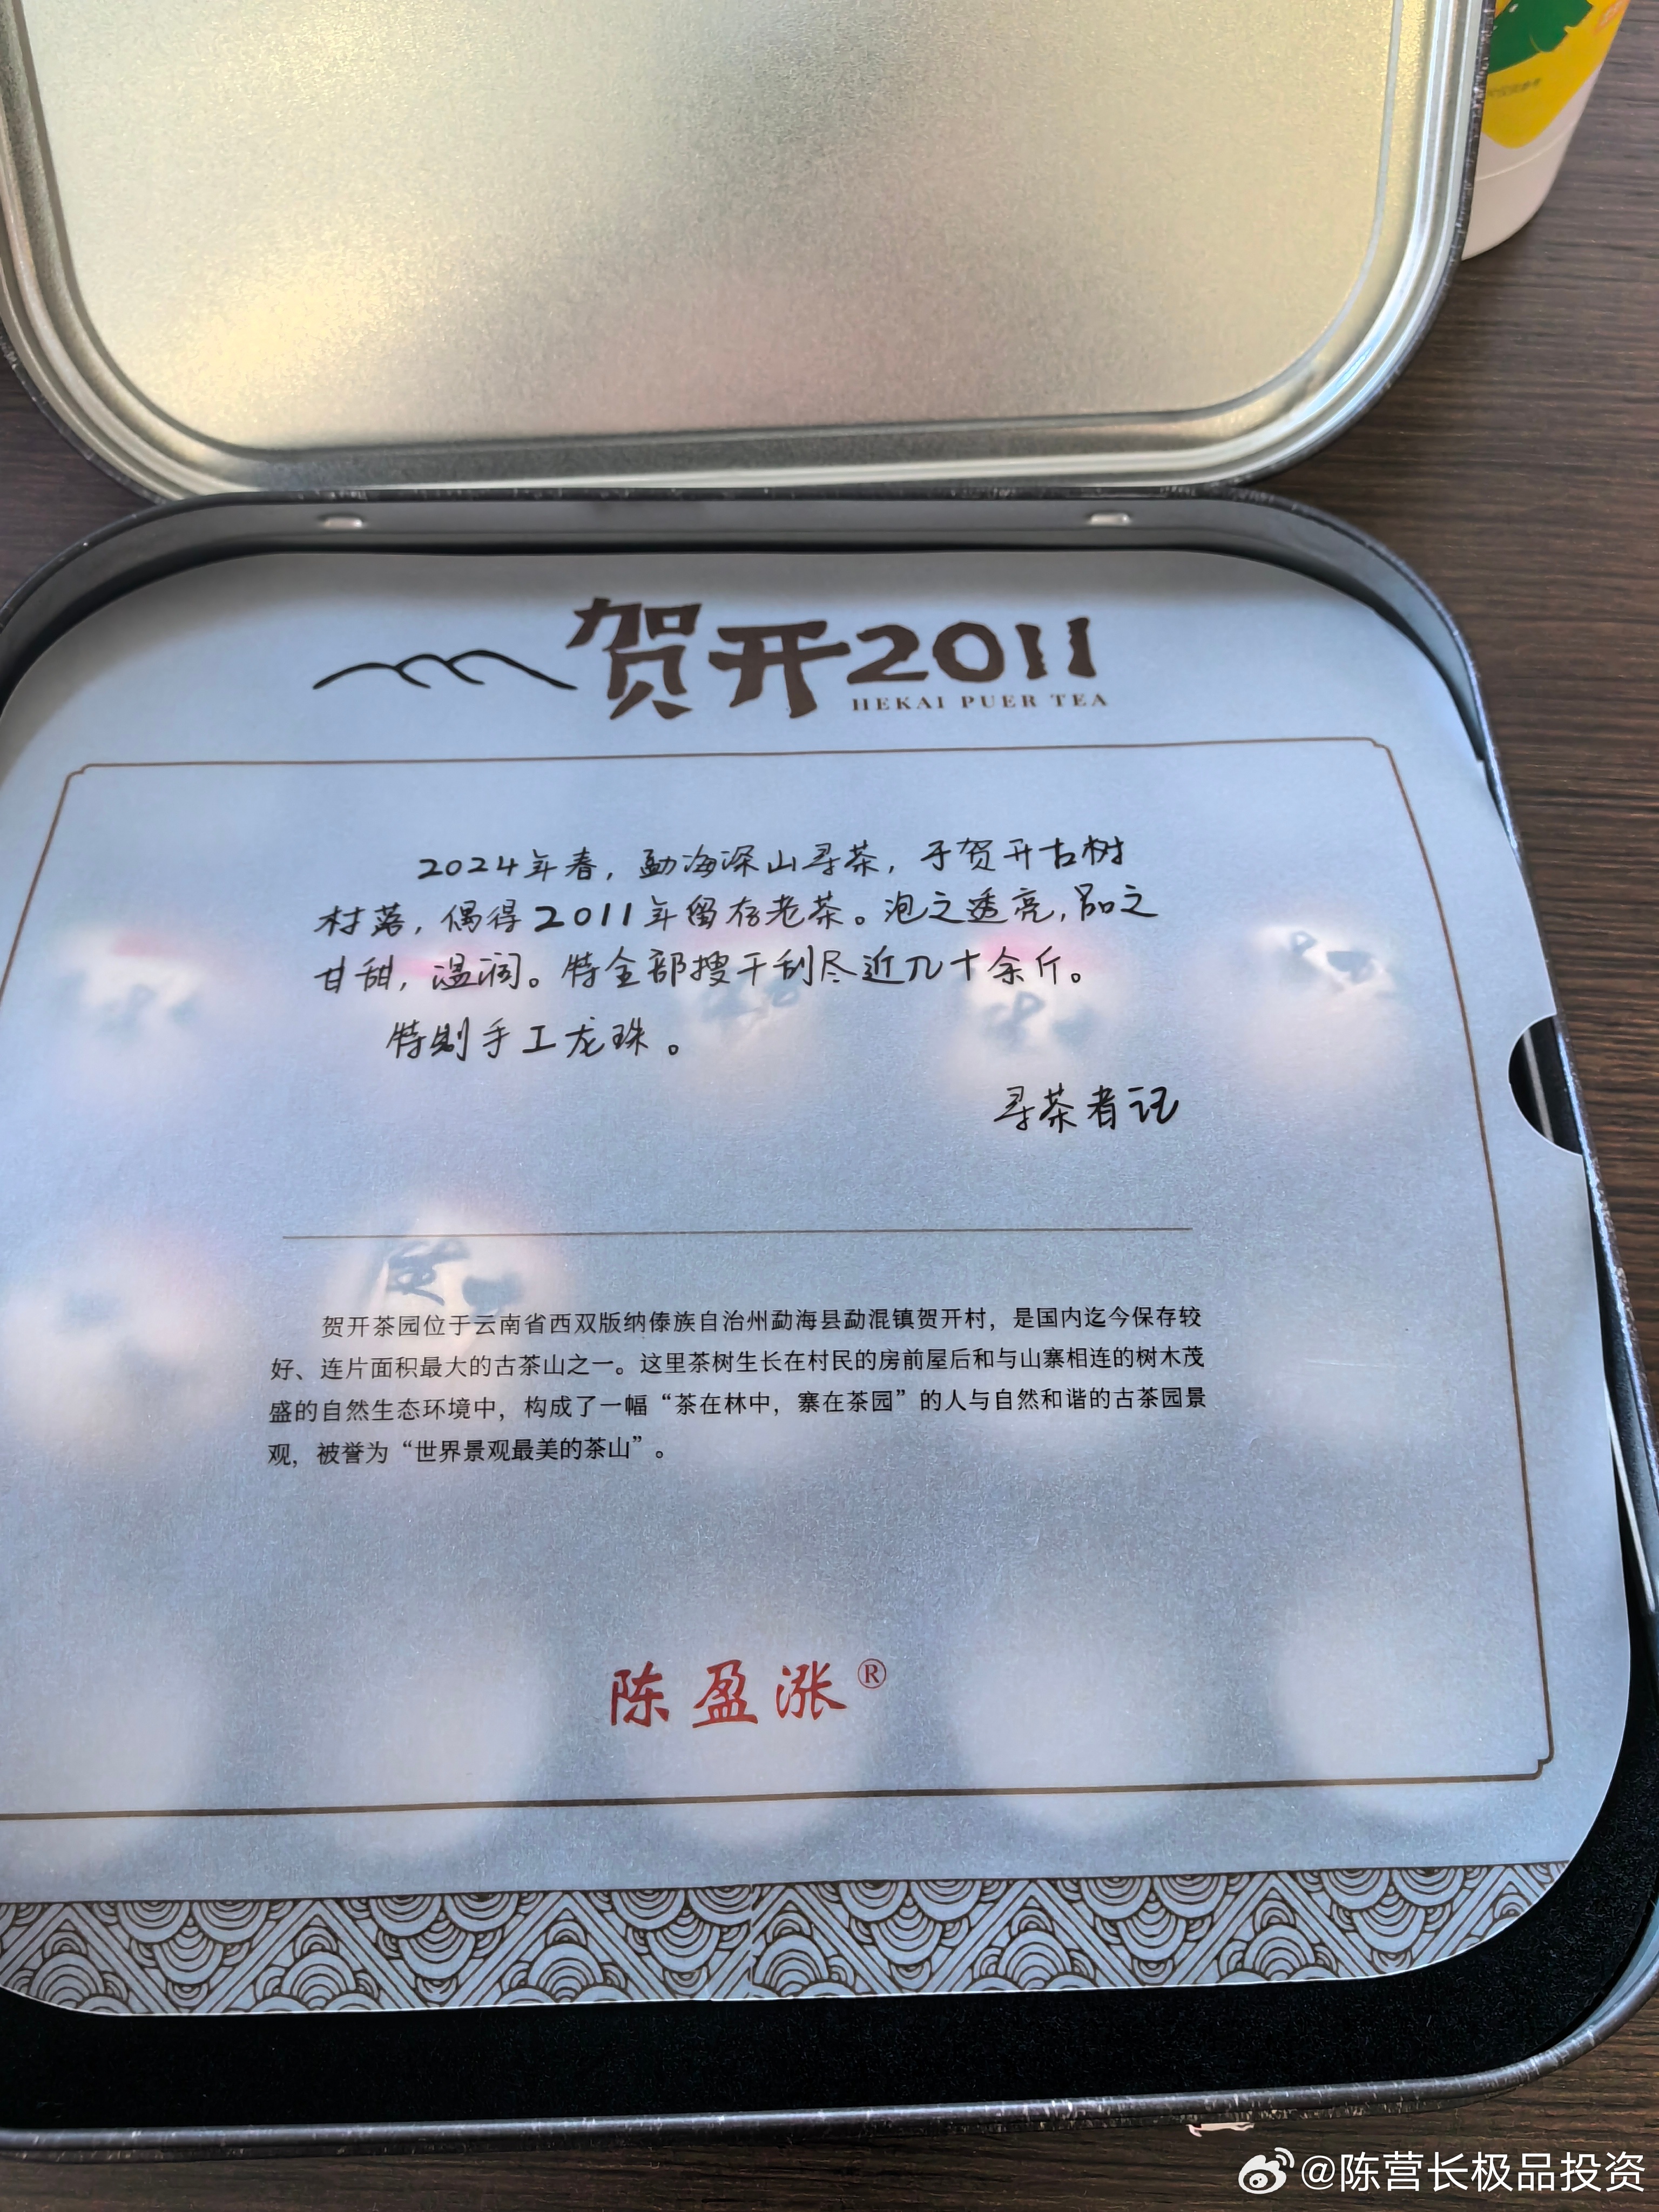 贺开2011
HEKAI PUER TEA
2024年春，勐海深山寻茶，于贺开古树
村落，偶得2011年留存老茶。泡之透亮，品之
甘甜，温润。特全部搜干刮尽近几十余斤。
特制手工龙珠。
寻茶者记
贺开茶园位于云南省西双版纳傣族自治州勐海县勐混镇贺开村，是国内迄今保存较
好、连片面积最大的古茶山之一。这里茶树生长在村民的房前屋后和与山寨相连的树木茂
盛的自然生态环境中，构成了一幅“茶在林中，寨在茶园”的人与自然和谐的古茶园景
观，被誉为“世界景观最美的茶山”。
陈盈涨®
@陈营长极品投资